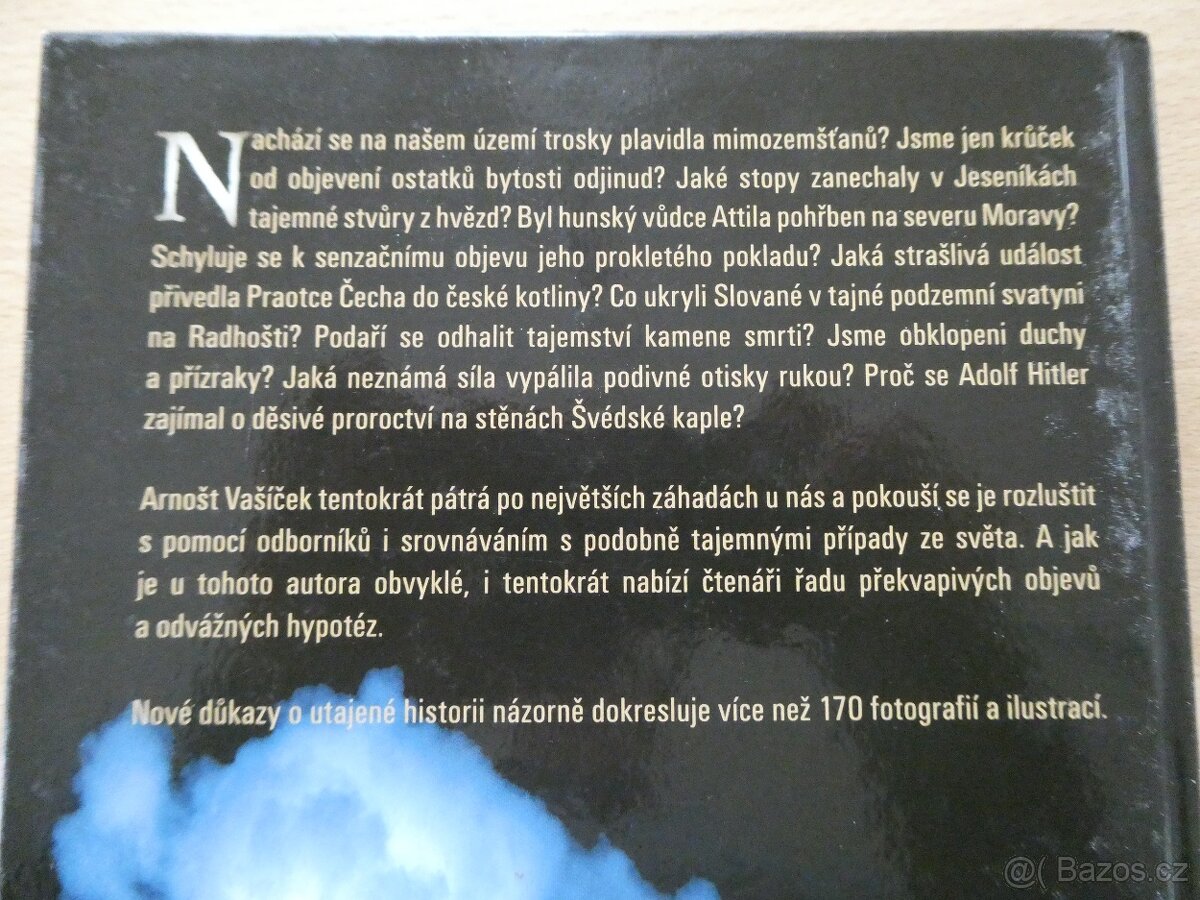 Nachází se na našem území trosky plavidla mimozemšťanů? Jsme jen krůček
od objevení ostatků bytosti odjinud? Jaké stopy zanechaly v Jeseníkách
tajemné stvůry z hvězd? Byl hunský vůdce Attila pohřben na severu Moravy?
Schyluje se k senzačnímu objevu jeho prokletého pokladu? Jaká strašlivá událost
přivedla Praotce Čecha do české kotliny? Co ukryli Slované v tajné podzemní svatyni
na Radhošti? Podaří se odhalit tajemství kamene smrti? Jsme obklopeni duchy
a přízraky? Jaká neznámá síla vypálila podivné otisky rukou? Proč se Adolf Hitler
zajímal o děsivé proroctví na stěnách Švédské kaple?
Arnošt Vašíček tentokrát pátrá po největších záhadách u nás a pokouší se je rozluštit
s pomocí odborníků i srovnáváním s podobně tajemnými případy ze světa. A jak
je u tohoto autora obvyklé, i tentokrát nabízí čtenáři řadu překvapivých objevů
a odvážných hypotéz.
Nové důkazy o utajené historii názorně dokresluje více než 170 fotografií a ilustrací.
@( Bazos.cz